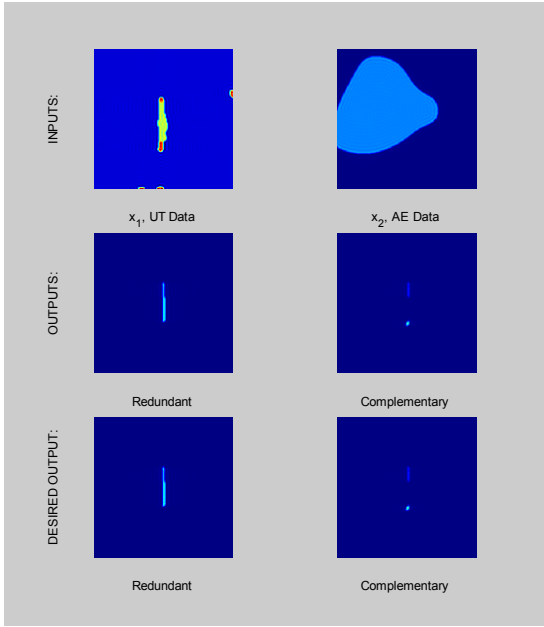 INPUTS:
x1, UT Data
x2, AE Data
OUTPUTS:
Redundant
Complementary
DESIRED OUTPUT:
Redundant
Complementary